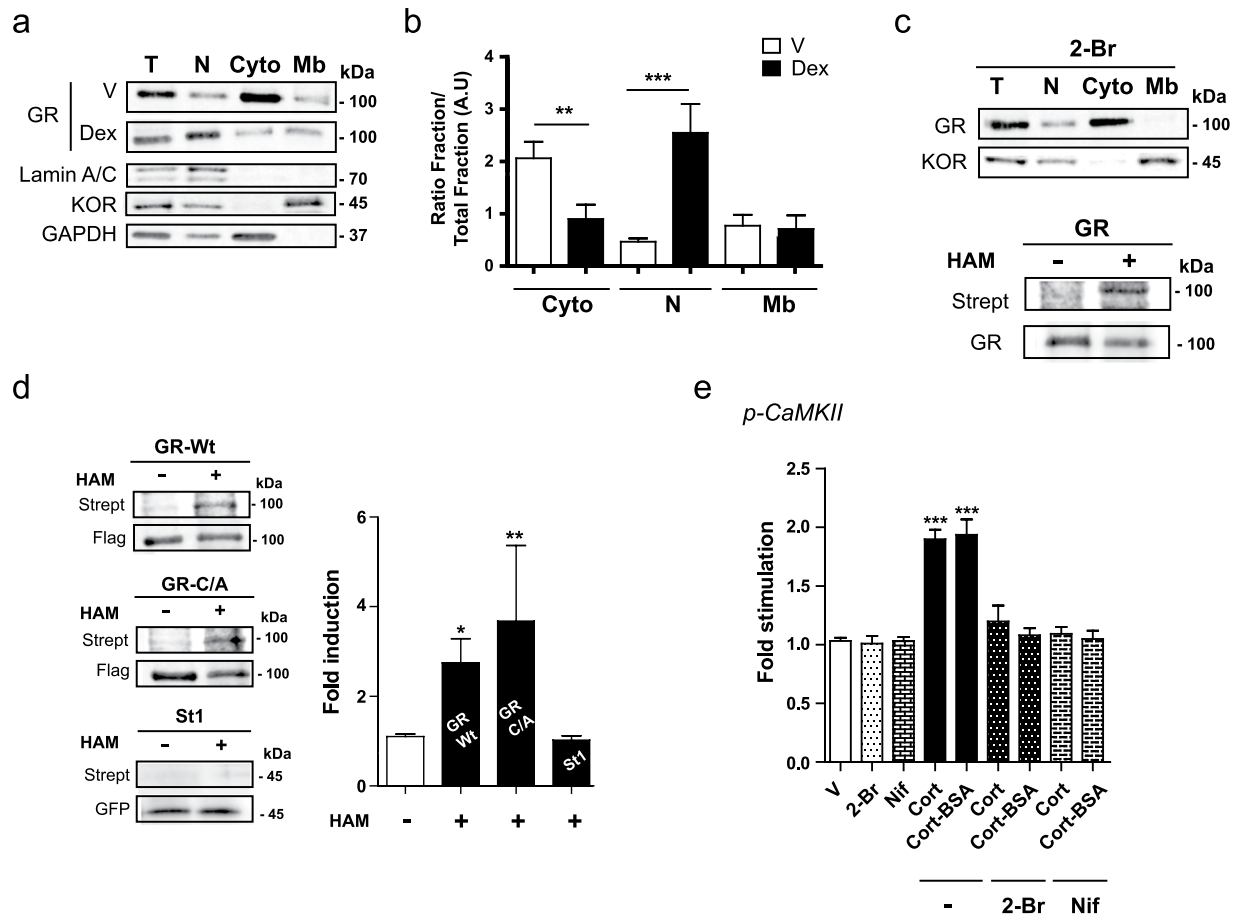 a
T N Cyto Mb kDa
GR
V - 100
Dex - 100
Lamin A/C - 70
KOR - 45
GAPDH - 37
b
V
Dex
Ratio Fraction/
Total Fraction (A.U)
4
3
2
1
0
**
***
Cyto N Mb
c
2-Br
T N Cyto Mb kDa
GR - 100
KOR - 45
GR
HAM - + kDa
Strept - 100
GR - 100
d
GR-Wt
HAM - + kDa
Strept - 100
Flag - 100
GR-C/A
HAM - + kDa
Strept - 100
Flag - 100
St1
HAM - + kDa
Strept - 45
GFP - 45
Fold induction
6
4
2
0
*
**
GR Wt
GR C/A
St1
HAM - + + +
e
p-CaMKII
Fold stimulation
2.5
2.0
1.5
1.0
0.5
0.0
*** ***
V 2-Br Nif Cort Cort-BSA Cort Cort-BSA Cort Cort-BSA
- 2-Br Nif